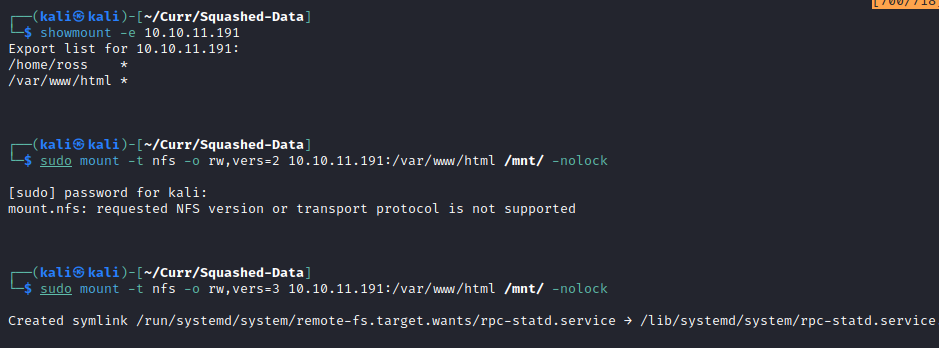 [700/718]
┌──(kali㉿kali)-[~/Curr/Squashed-Data]
└─$ showmount -e 10.10.11.191
Export list for 10.10.11.191:
/home/ross    *
/var/www/html *
┌──(kali㉿kali)-[~/Curr/Squashed-Data]
└─$ sudo mount -t nfs -o rw,vers=2 10.10.11.191:/var/www/html /mnt/ -nolock
[sudo] password for kali:
mount.nfs: requested NFS version or transport protocol is not supported
┌──(kali㉿kali)-[~/Curr/Squashed-Data]
└─$ sudo mount -t nfs -o rw,vers=3 10.10.11.191:/var/www/html /mnt/ -nolock
Created symlink /run/systemd/system/remote-fs.target.wants/rpc-statd.service → /lib/systemd/system/rpc-statd.service